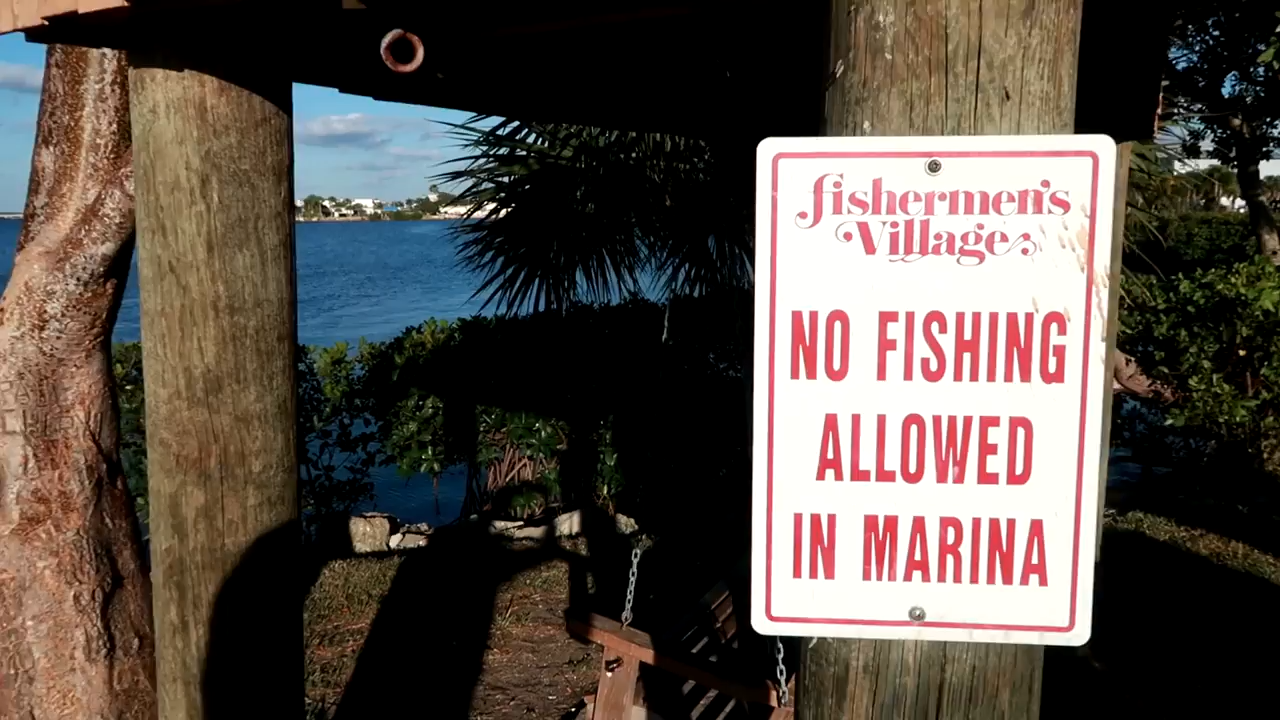 fishermen's
Village
NO FISHING
ALLOWED
IN MARINA